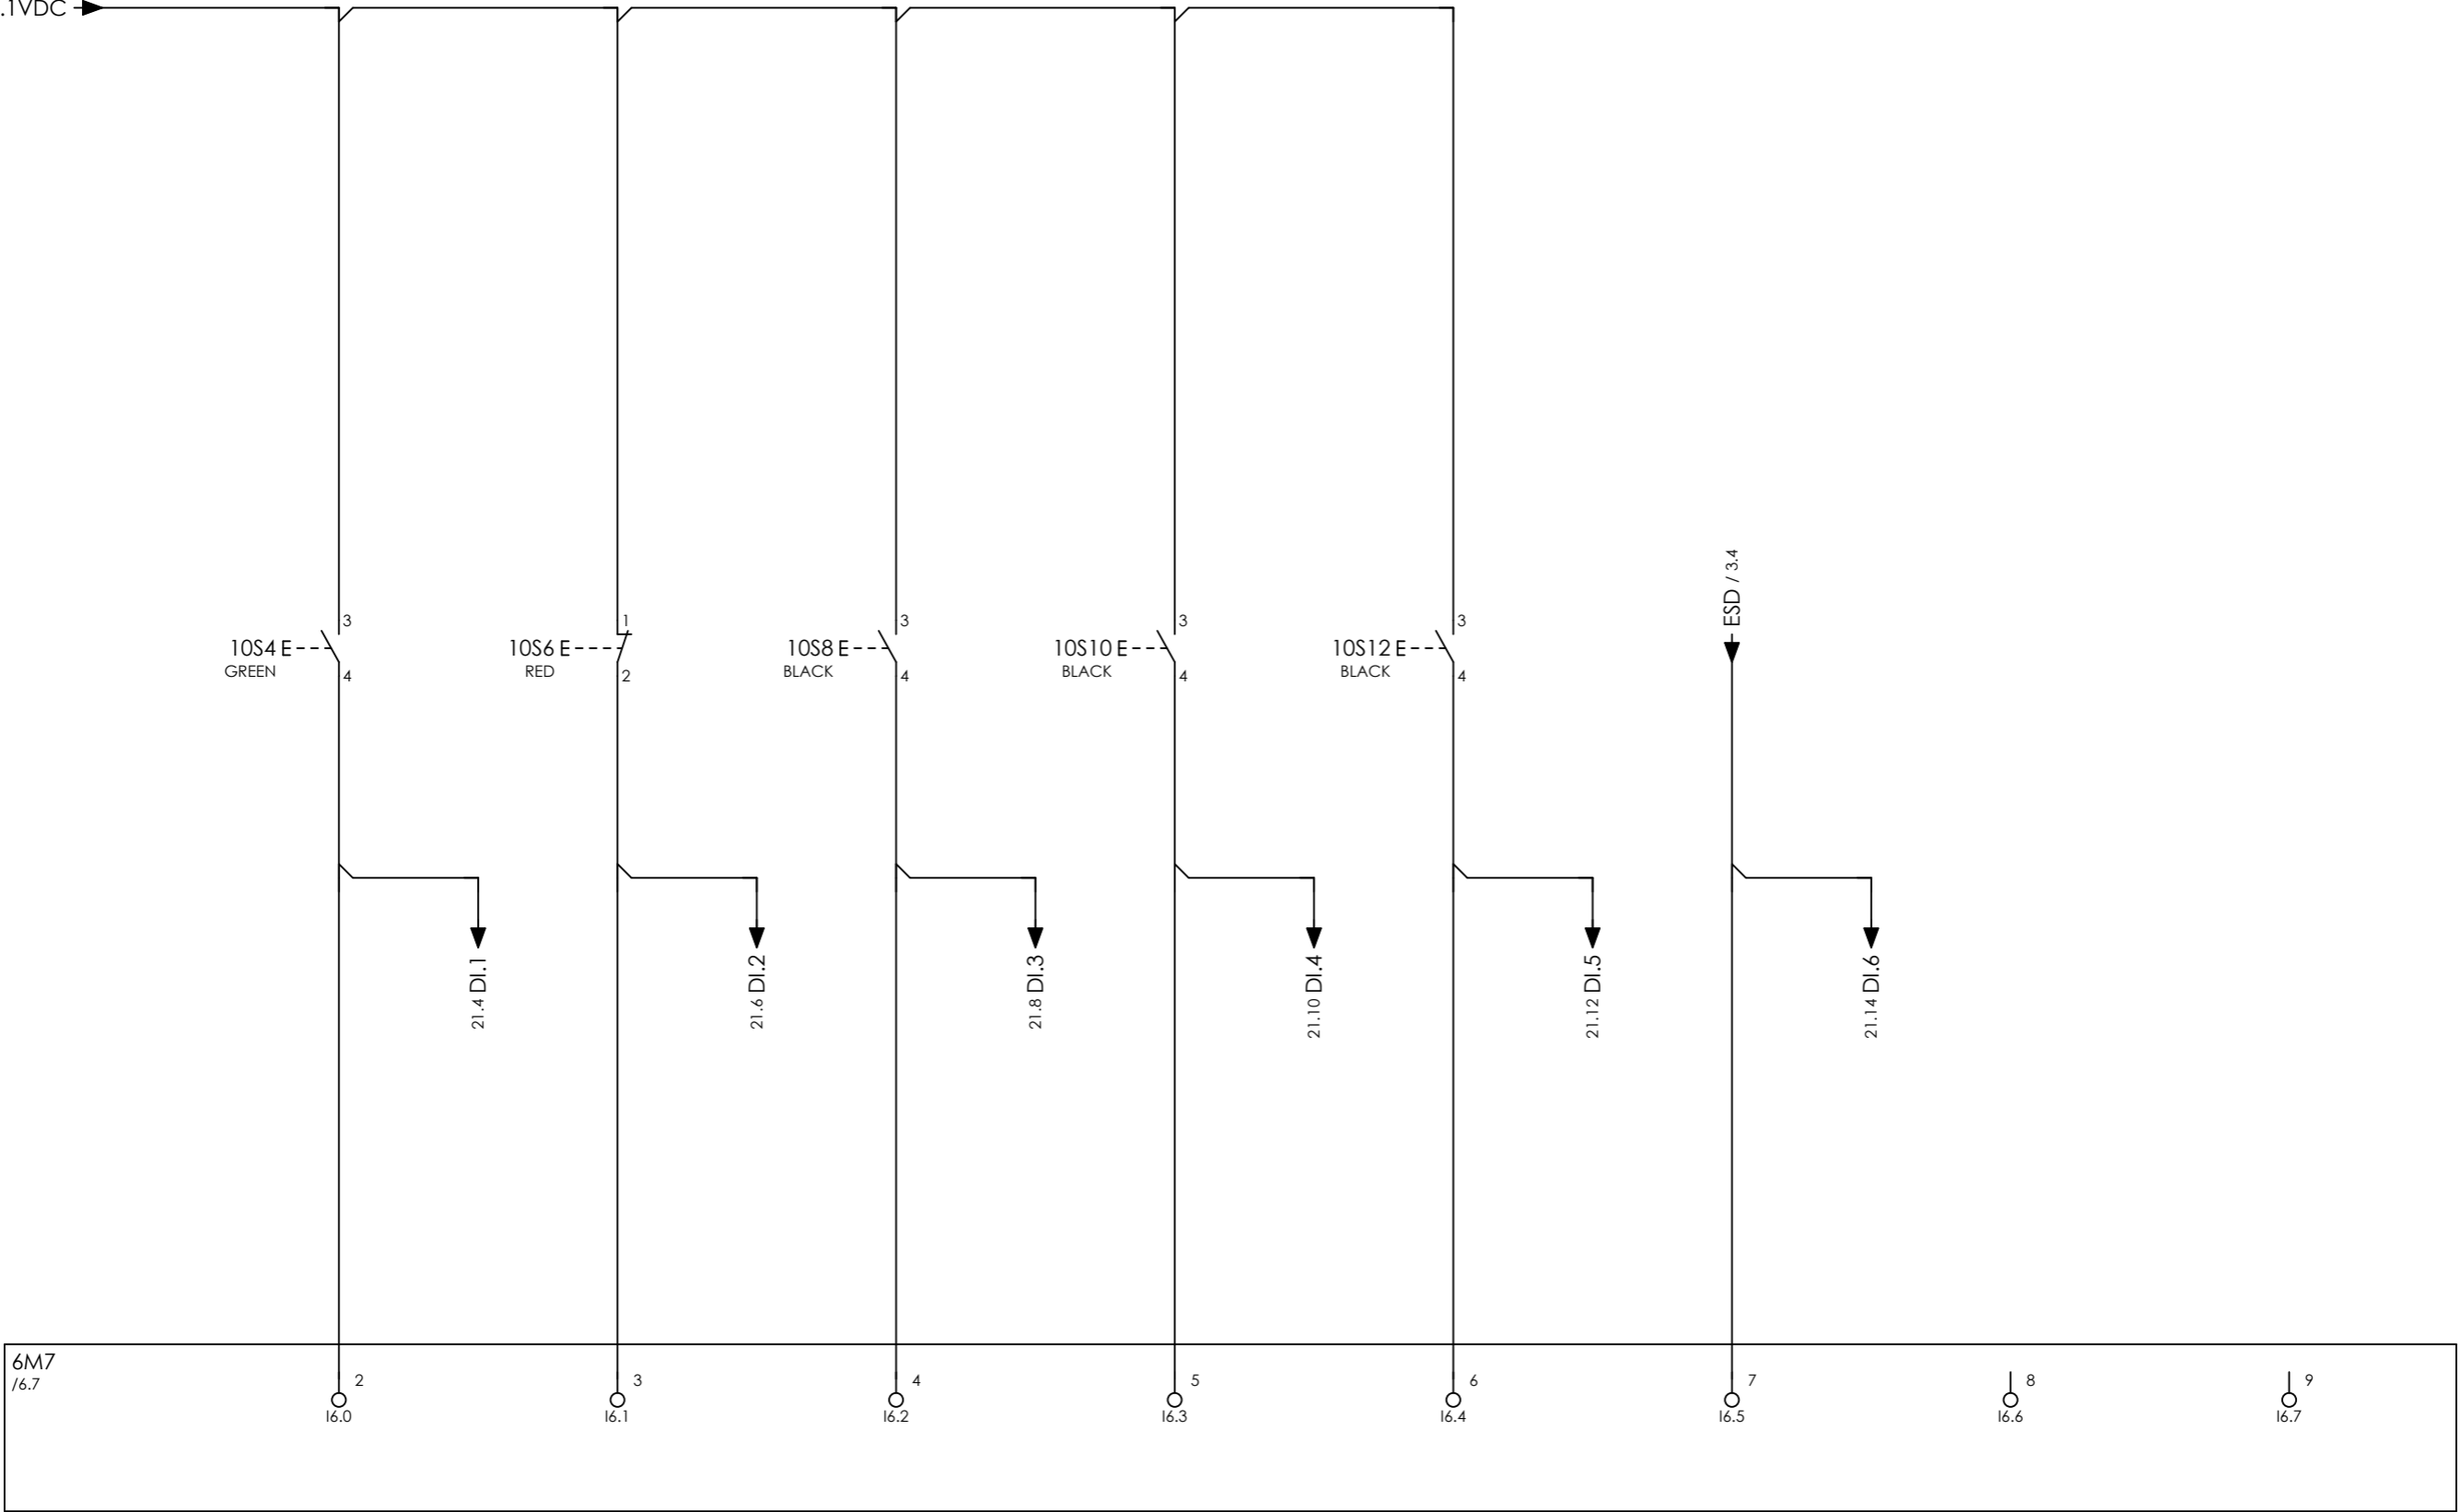 .1VDC
3
1
3
3
3
10S4 E
10S6 E
10S8 E
10S10 E
10S12 E
ESD / 3.4
GREEN
RED
BLACK
BLACK
BLACK
4
2
4
4
4
21.4 DI.1
21.6 DI.2
21.8 DI.3
21.10 DI.4
21.12 DI.5
21.14 DI.6
6M7
/6.7
2
3
4
5
6
7
8
9
I6.0
I6.1
I6.2
I6.3
I6.4
I6.5
I6.6
I6.7